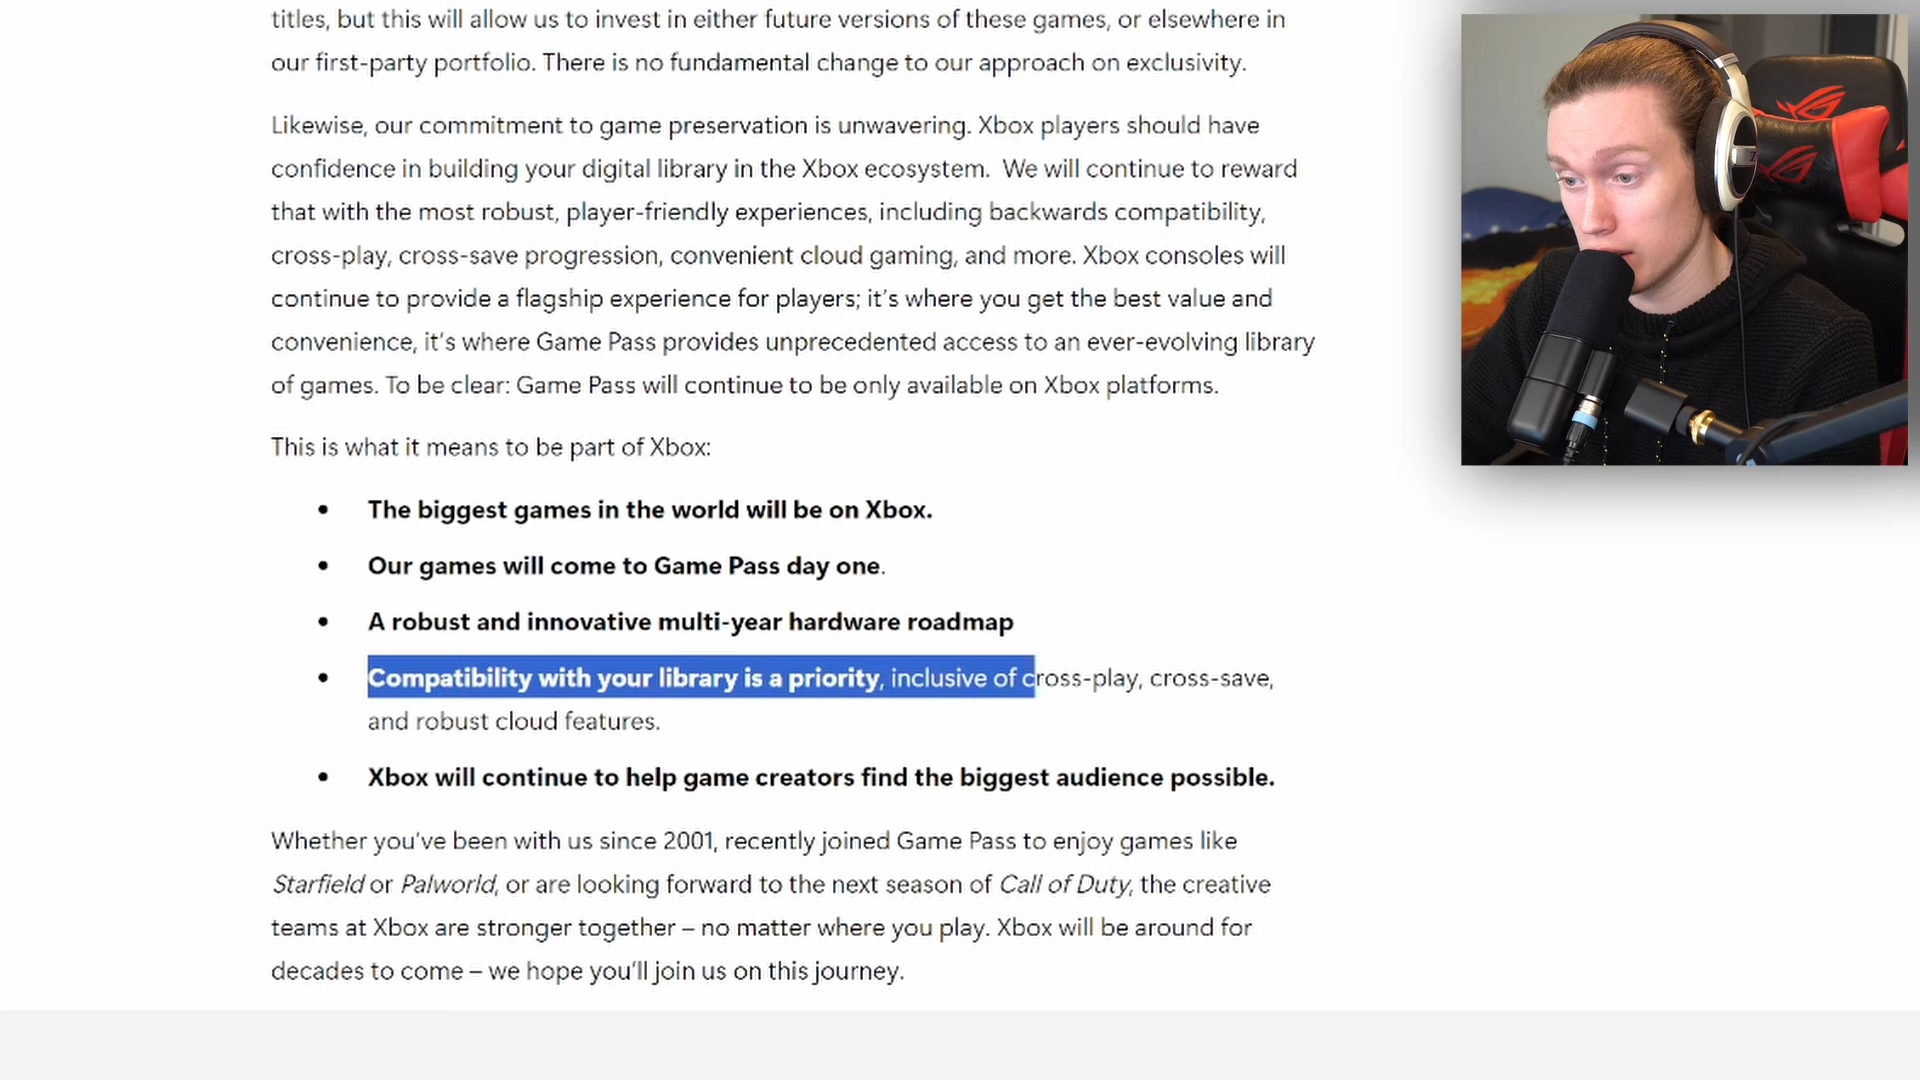 titles, but this will allow us to invest in either future versions of these games, or elsewhere in
our first-party portfolio. There is no fundamental change to our approach on exclusivity.
Likewise, our commitment to game preservation is unwavering. Xbox players should have
confidence in building your digital library in the Xbox ecosystem.  We will continue to reward
that with the most robust, player-friendly experiences, including backwards compatibility,
cross-play, cross-save progression, convenient cloud gaming, and more. Xbox consoles will
continue to provide a flagship experience for players; it's where you get the best value and
convenience, it's where Game Pass provides unprecedented access to an ever-evolving library
of games. To be clear: Game Pass will continue to be only available on Xbox platforms.
This is what it means to be part of Xbox:
• The biggest games in the world will be on Xbox.
• Our games will come to Game Pass day one.
• A robust and innovative multi-year hardware roadmap
• Compatibility with your library is a priority, inclusive of cross-play, cross-save,
and robust cloud features.
• Xbox will continue to help game creators find the biggest audience possible.
Whether you've been with us since 2001, recently joined Game Pass to enjoy games like
Starfield or Palworld, or are looking forward to the next season of Call of Duty, the creative
teams at Xbox are stronger together – no matter where you play. Xbox will be around for
decades to come – we hope you'll join us on this journey.